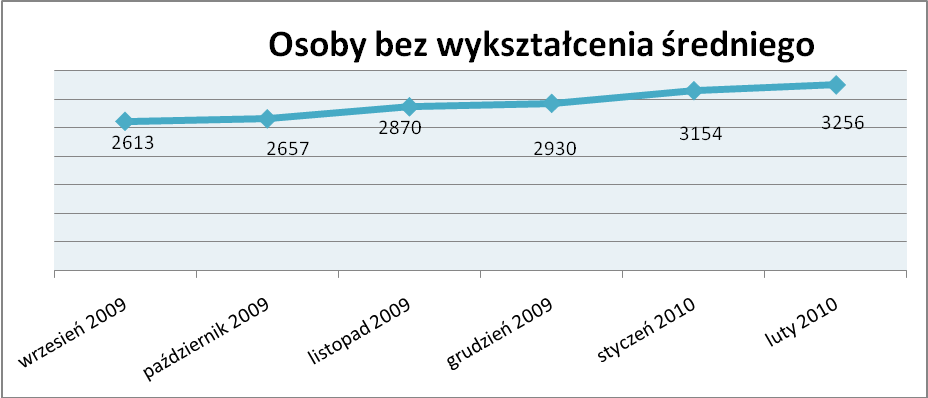 Osoby bez wykształcenia średniego
2613
2657
2870
2930
3154
3256
wrzesień 2009
październik 2009
listopad 2009
grudzień 2009
styczeń 2010
luty 2010